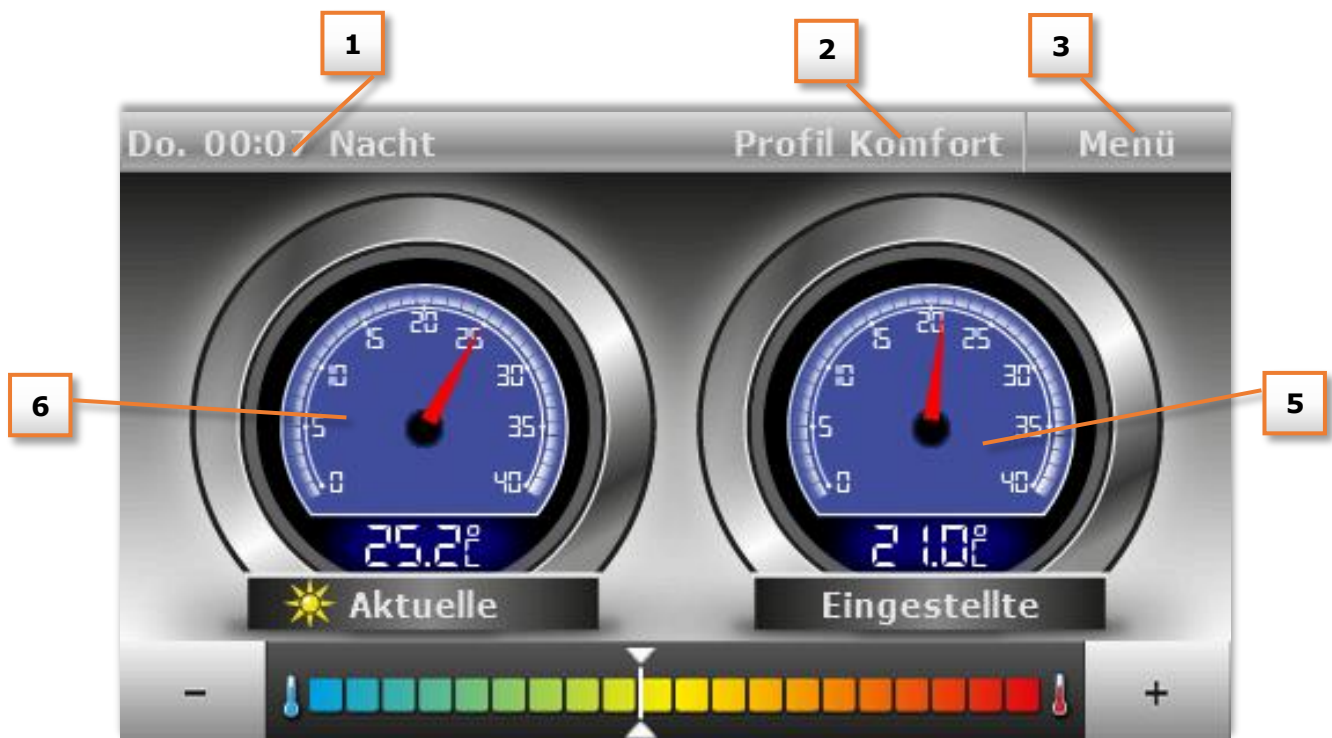 1
2
3
Do. 00:07 Nacht Profil Komfort Menü
20 20
15 25 15 25
10 30 10 30
6
5
5 35 5 35
0 40 0 40
25.2°C 21.0°C
Aktuelle Eingestellte
- +